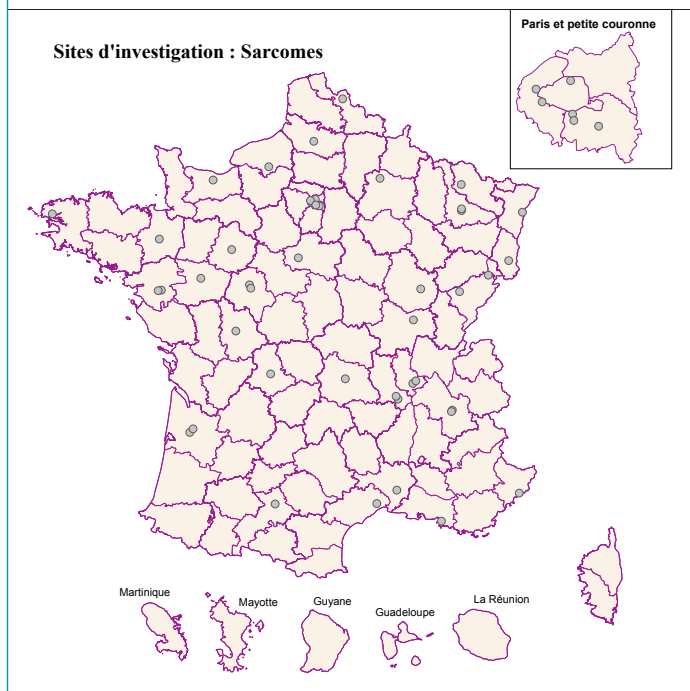 Paris et petite couronne
Sites d'investigation : Sarcomes
Martinique
Mayotte
Guyane
Guadeloupe
La Réunion